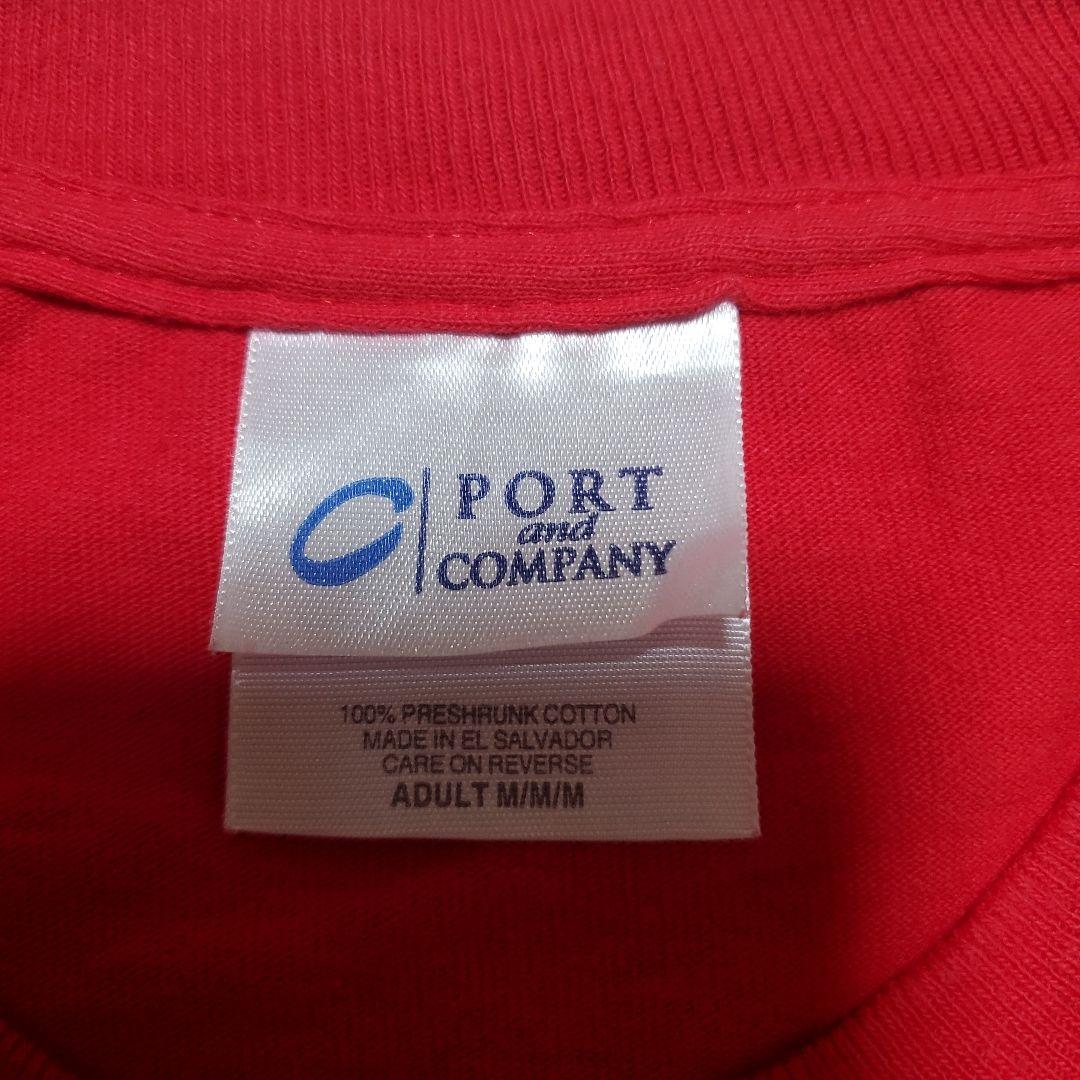 PORT
and
COMPANY
100% PRESHRUNK COTTON
MADE IN EL SALVADOR
CARE ON REVERSE
ADULT M/M/M